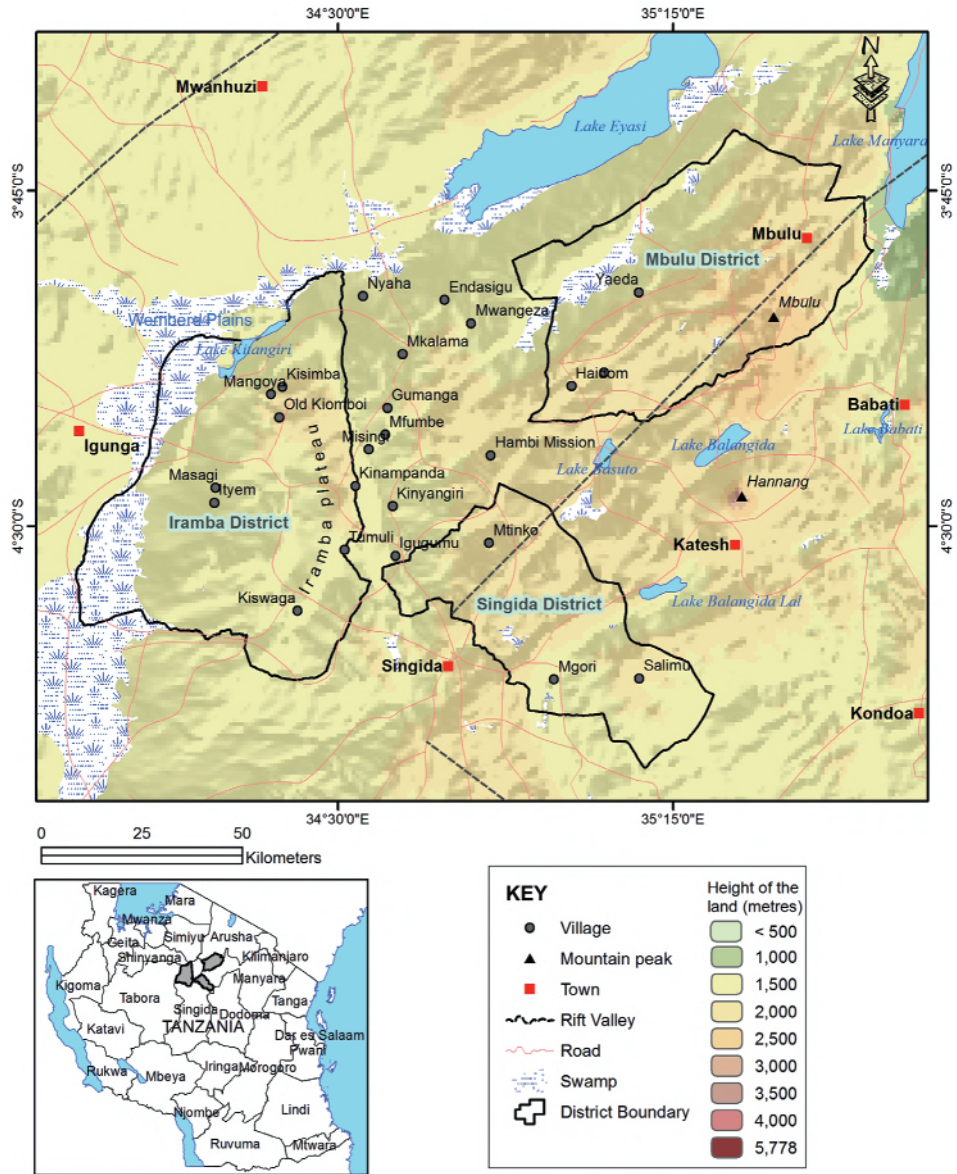 34°30'0"E
35°15'0"E
N
Mwanhuzi
Lake Eyasi
Lake Manyara
3°45'0"S
3°45'0"S
Mbulu
Mbulu District
Yaeda
Nyaha
Endasigu
Mwangeza
Mbulu
Wembere Plains
Mkalama
Lake Kitangiri
Kisimba
Mangoya
Haidom
Gumanga
Old Kiomboi
Babati
Mfumbe
Lake Babati
Igunga
Misingi
Hambi Mission
Lake Balangida
Lake Basuto
Masagi
Kinampanda
Hannang
Ityem
Kinyangiri
Iramba District
Iramba plateau
4°30'0"S
4°30'0"S
Tumuli
Igugumu
Mtinko
Katesh
Kiswaga
Singida District
Lake Balangida Lal
Singida
Mgori
Salimu
Kondoa
34°30'0"E
35°15'0"E
0
25
50
Kilometers
Kagera
Mara
Mwanza
Geita
Simiyu
Arusha
Shinyanga
Kilimanjaro
Kigoma
Manyara
Tabora
Tanga
Singida
Dodoma
TANZANIA
Katavi
Dar es Salaam
Pwani
Rukwa
Mbeya
Iringa
Morogoro
Njombe
Lindi
Ruvuma
Mtwara
KEY
Village
Mountain peak
Town
Rift Valley
Road
Swamp
District Boundary
Height of the
land (metres)
< 500
1,000
1,500
2,000
2,500
3,000
3,500
4,000
5,778